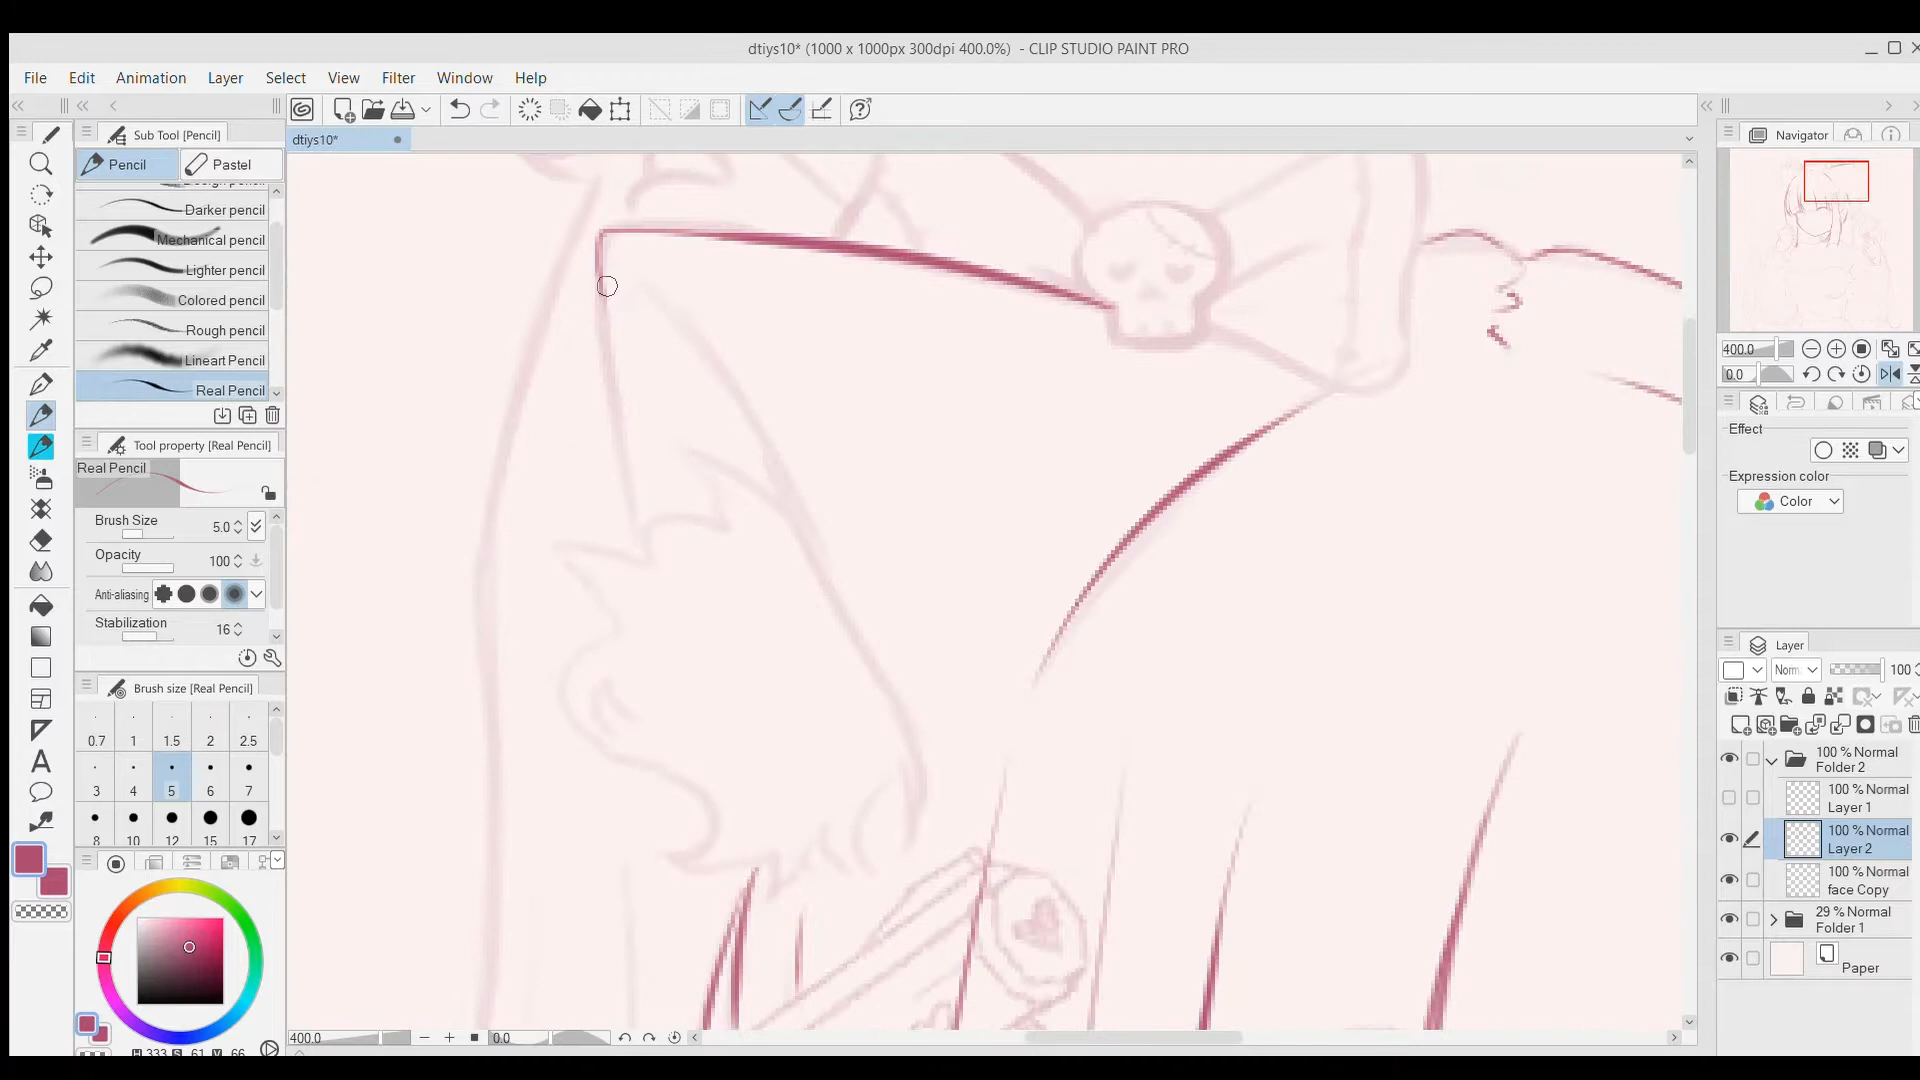 dtiys10* (1000 x 1000px 300dpi 400.0%) - CLIP STUDIO PAINT PRO
File Edit Animation Layer Select View Filter Window Help
Sub Tool [Pencil]
Pencil Pastel
Darker pencil
Mechanical pencil
Lighter pencil
Colored pencil
Rough pencil
Lineart Pencil
Real Pencil
Tool property [Real Pencil]
Real Pencil
Brush Size 5.0
Opacity 100
Anti-aliasing
Stabilization 16
Brush size [Real Pencil]
0.7 1 1.5 2 2.5
3 4 5 6 7
8 10 12 15 17
H 333 S 61 V 66
dtiys10*
400.0 0.0
Navigator
400.0
0.0
Effect
Expression color
Color
Layer
Norm 100
100 % Normal
Folder 2
100 % Normal
Layer 1
100 % Normal
Layer 2
100 % Normal
face Copy
29 % Normal
Folder 1
Paper